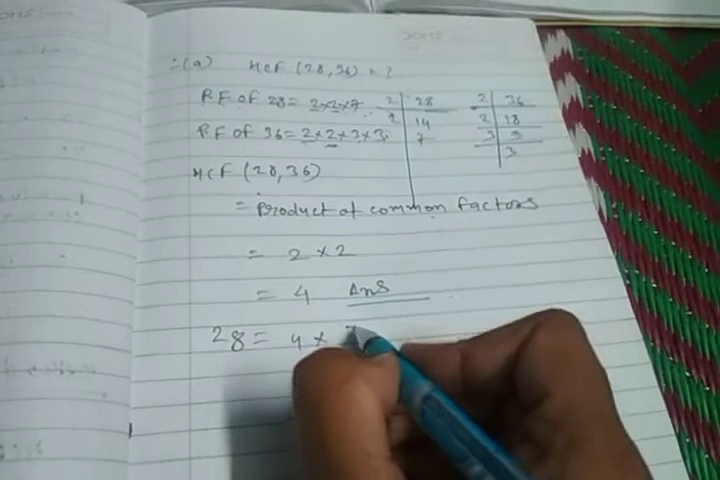 (a) HCF (28,36) = ?
P.F of 28 = 2×2×7
P.F of 36 = 2×2×3×3
HCF (28,36)
= Product of common factors
= 2 × 2
= 4 Ans
28 = 4 ×
2 28
2 14
7
2 36
2 18
3 9
3